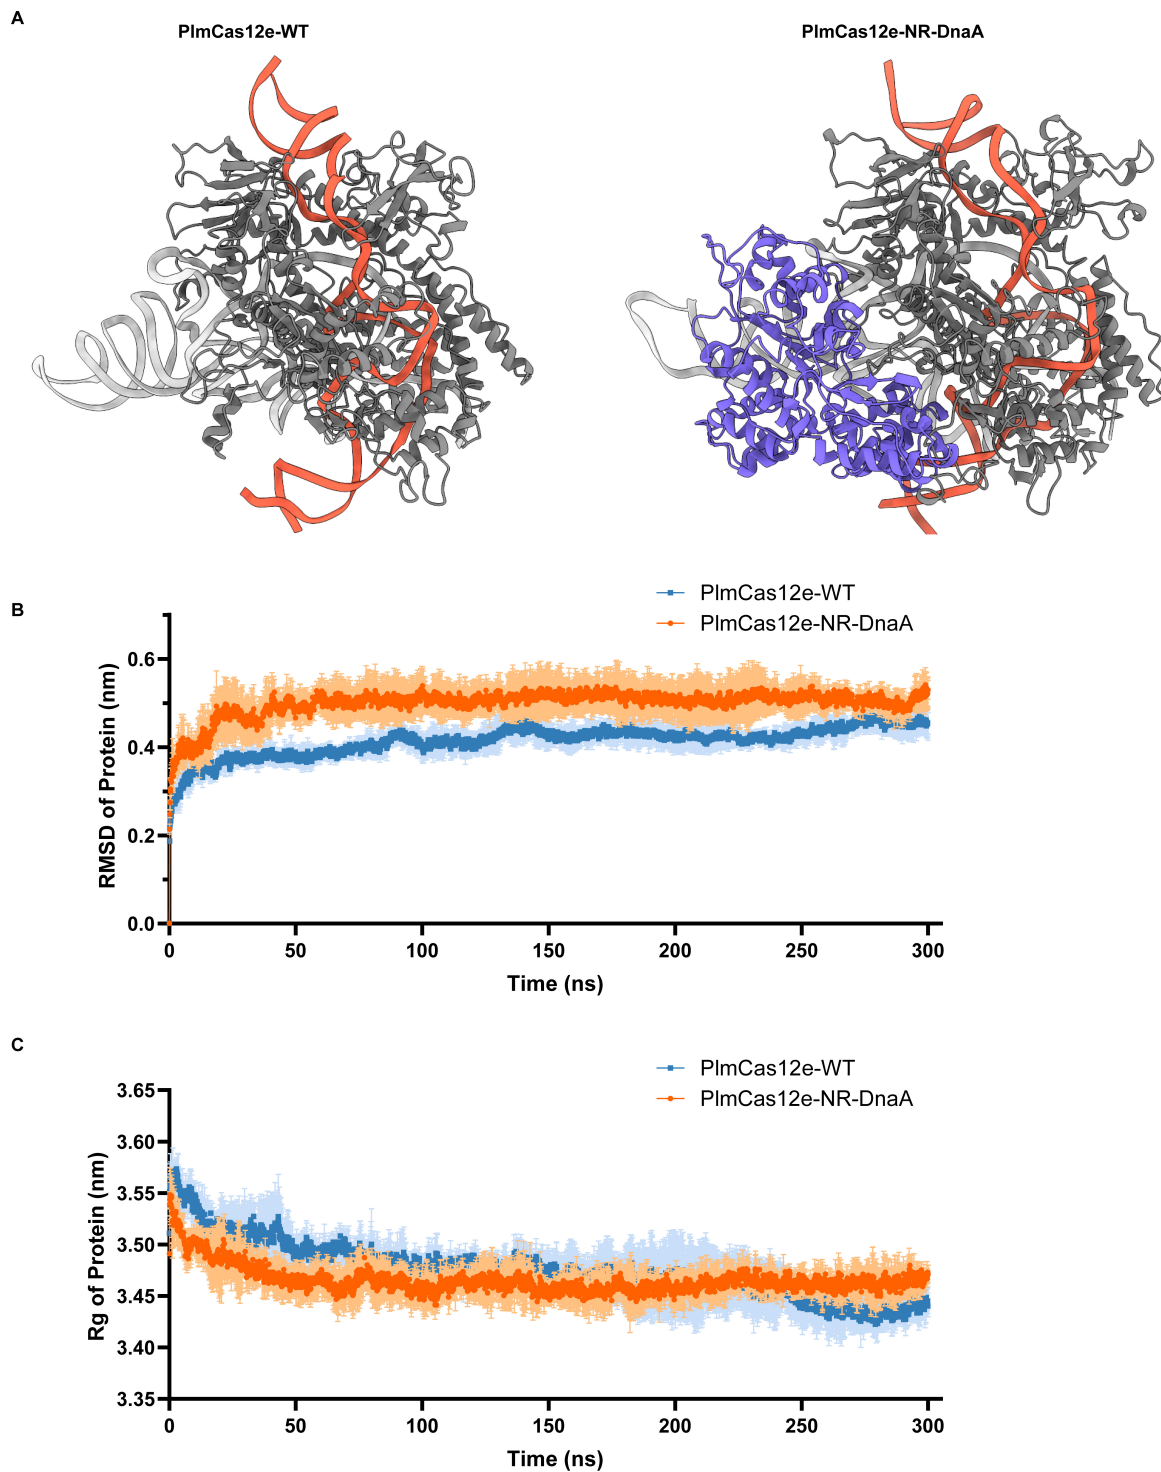 A
PlmCas12e-WT
PlmCas12e-NR-DnaA
B
PlmCas12e-WT
PlmCas12e-NR-DnaA
RMSD of Protein (nm)
0.6
0.4
0.2
0.0
0 50 100 150 200 250 300
Time (ns)
C
PlmCas12e-WT
PlmCas12e-NR-DnaA
Rg of Protein (nm)
3.65
3.60
3.55
3.50
3.45
3.40
3.35
0 50 100 150 200 250 300
Time (ns)